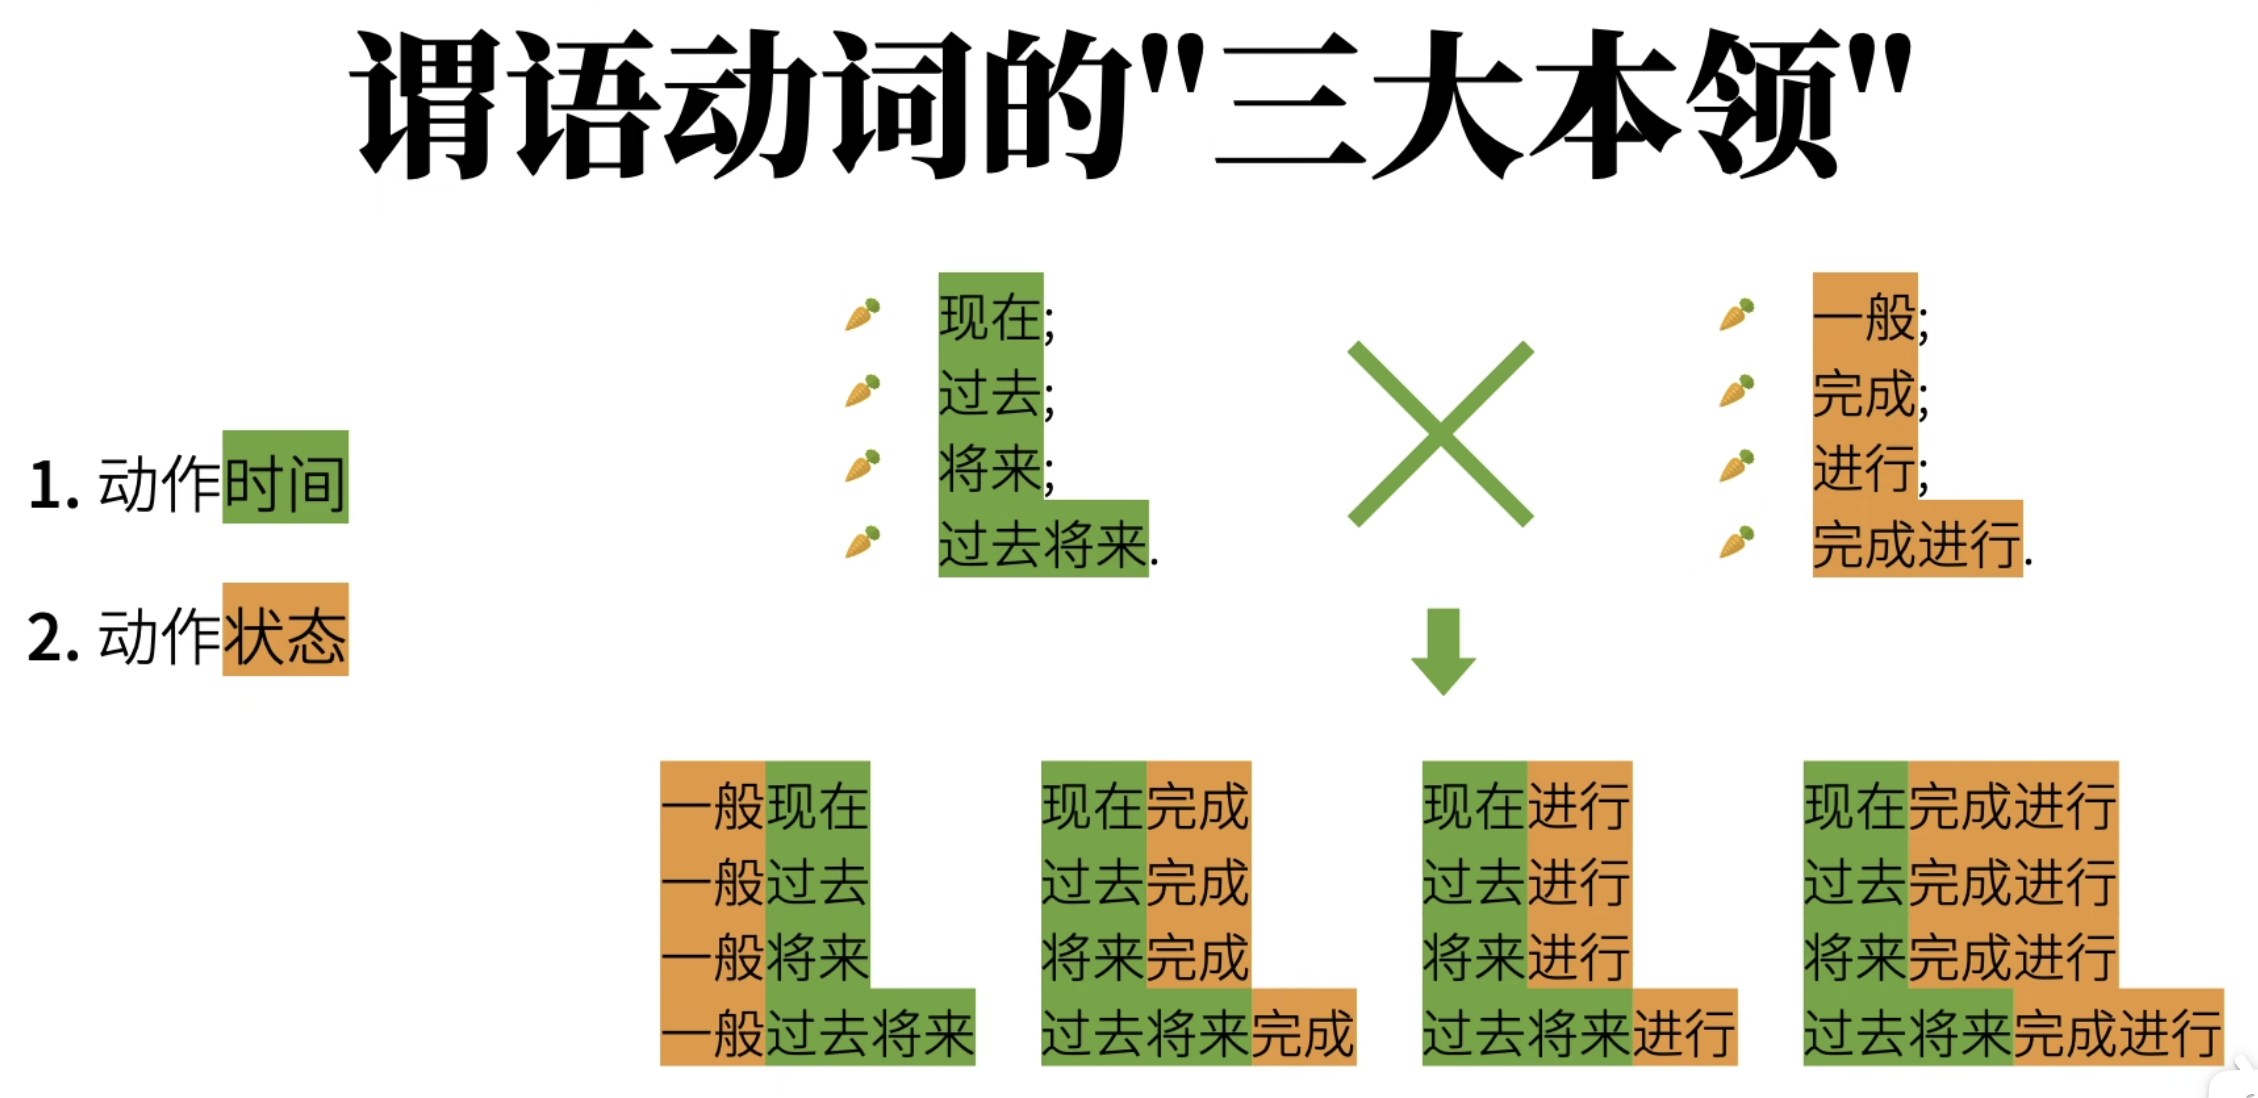 谓语动词的"三大本领"
1. 动作时间
2. 动作状态
现在;
过去;
将来;
过去将来.
一般;
完成;
进行;
完成进行.
一般现在
一般过去
一般将来
一般过去将来
现在完成
过去完成
将来完成
过去将来完成
现在进行
过去进行
将来进行
过去将来进行
现在完成进行
过去完成进行
将来完成进行
过去将来完成进行